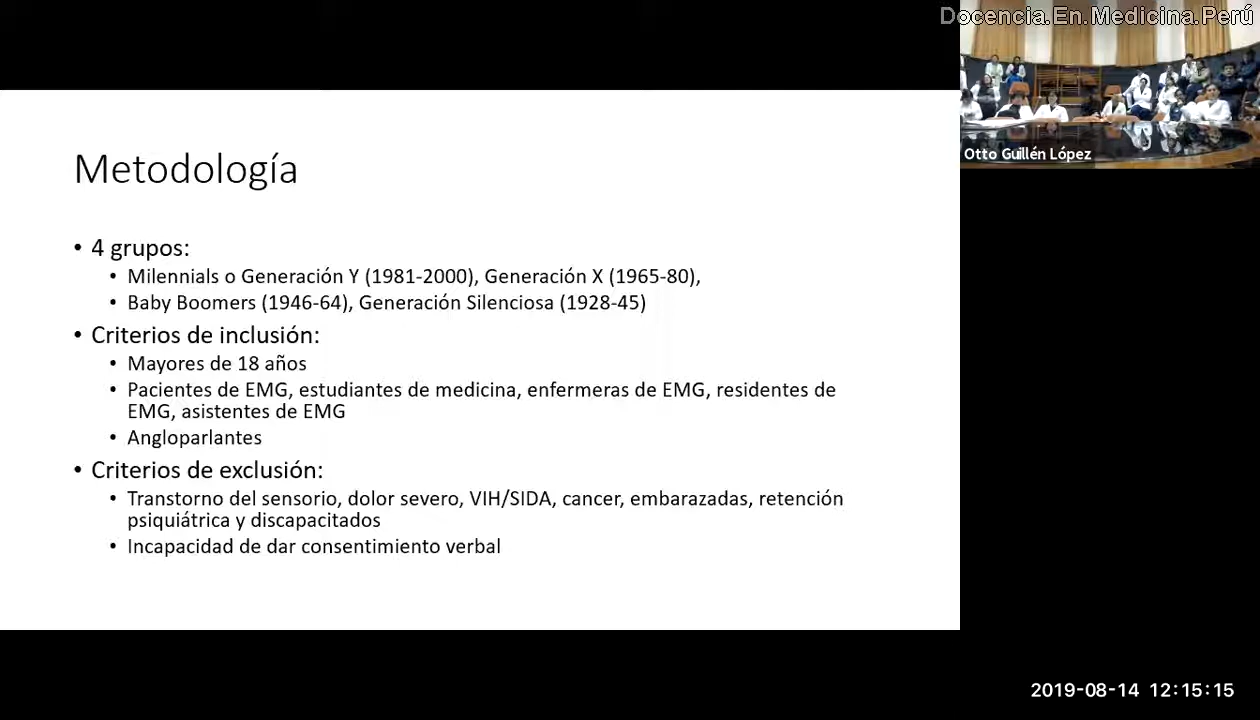 Docencia.En.Medicina.Perú
Otto Guillén López
Metodología
• 4 grupos:
• Milennials o Generación Y (1981-2000), Generación X (1965-80),
• Baby Boomers (1946-64), Generación Silenciosa (1928-45)
• Criterios de inclusión:
• Mayores de 18 años
• Pacientes de EMG, estudiantes de medicina, enfermeras de EMG, residentes de
EMG, asistentes de EMG
• Angloparlantes
• Criterios de exclusión:
• Transtorno del sensorio, dolor severo, VIH/SIDA, cancer, embarazadas, retención
psiquiátrica y discapacitados
• Incapacidad de dar consentimiento verbal
2019-08-14 12:15:15